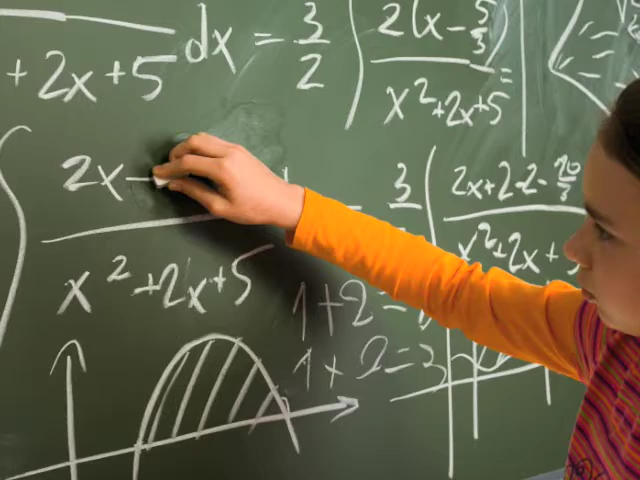 + 2x + 5 dx = 3/2 ∫ 2(x - 5/3) / x² + 2x + 5 =
∫ 2x - / x² + 2x + 5
3 ∫ 2x + 2 - 2 - 10/3 / x² + 2x + 5
1 + 2 =
1 + 2 = 3